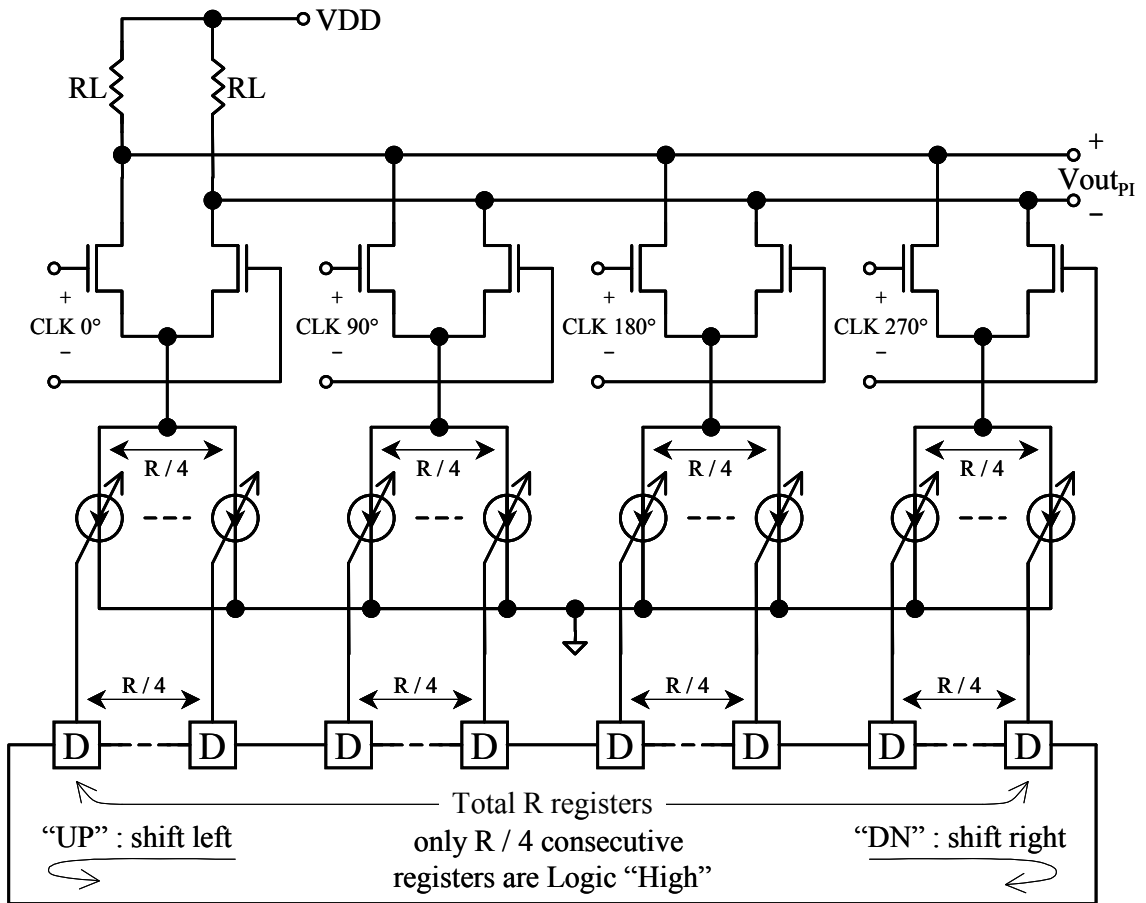 VDD
RL RL
+
Vout_PI
−
+ + + +
CLK 0° CLK 90° CLK 180° CLK 270°
− − − −
R / 4 R / 4 R / 4 R / 4
R / 4 R / 4 R / 4 R / 4
D D D D D D D D
Total R registers
“UP” : shift left only R / 4 consecutive “DN” : shift right
registers are Logic “High”